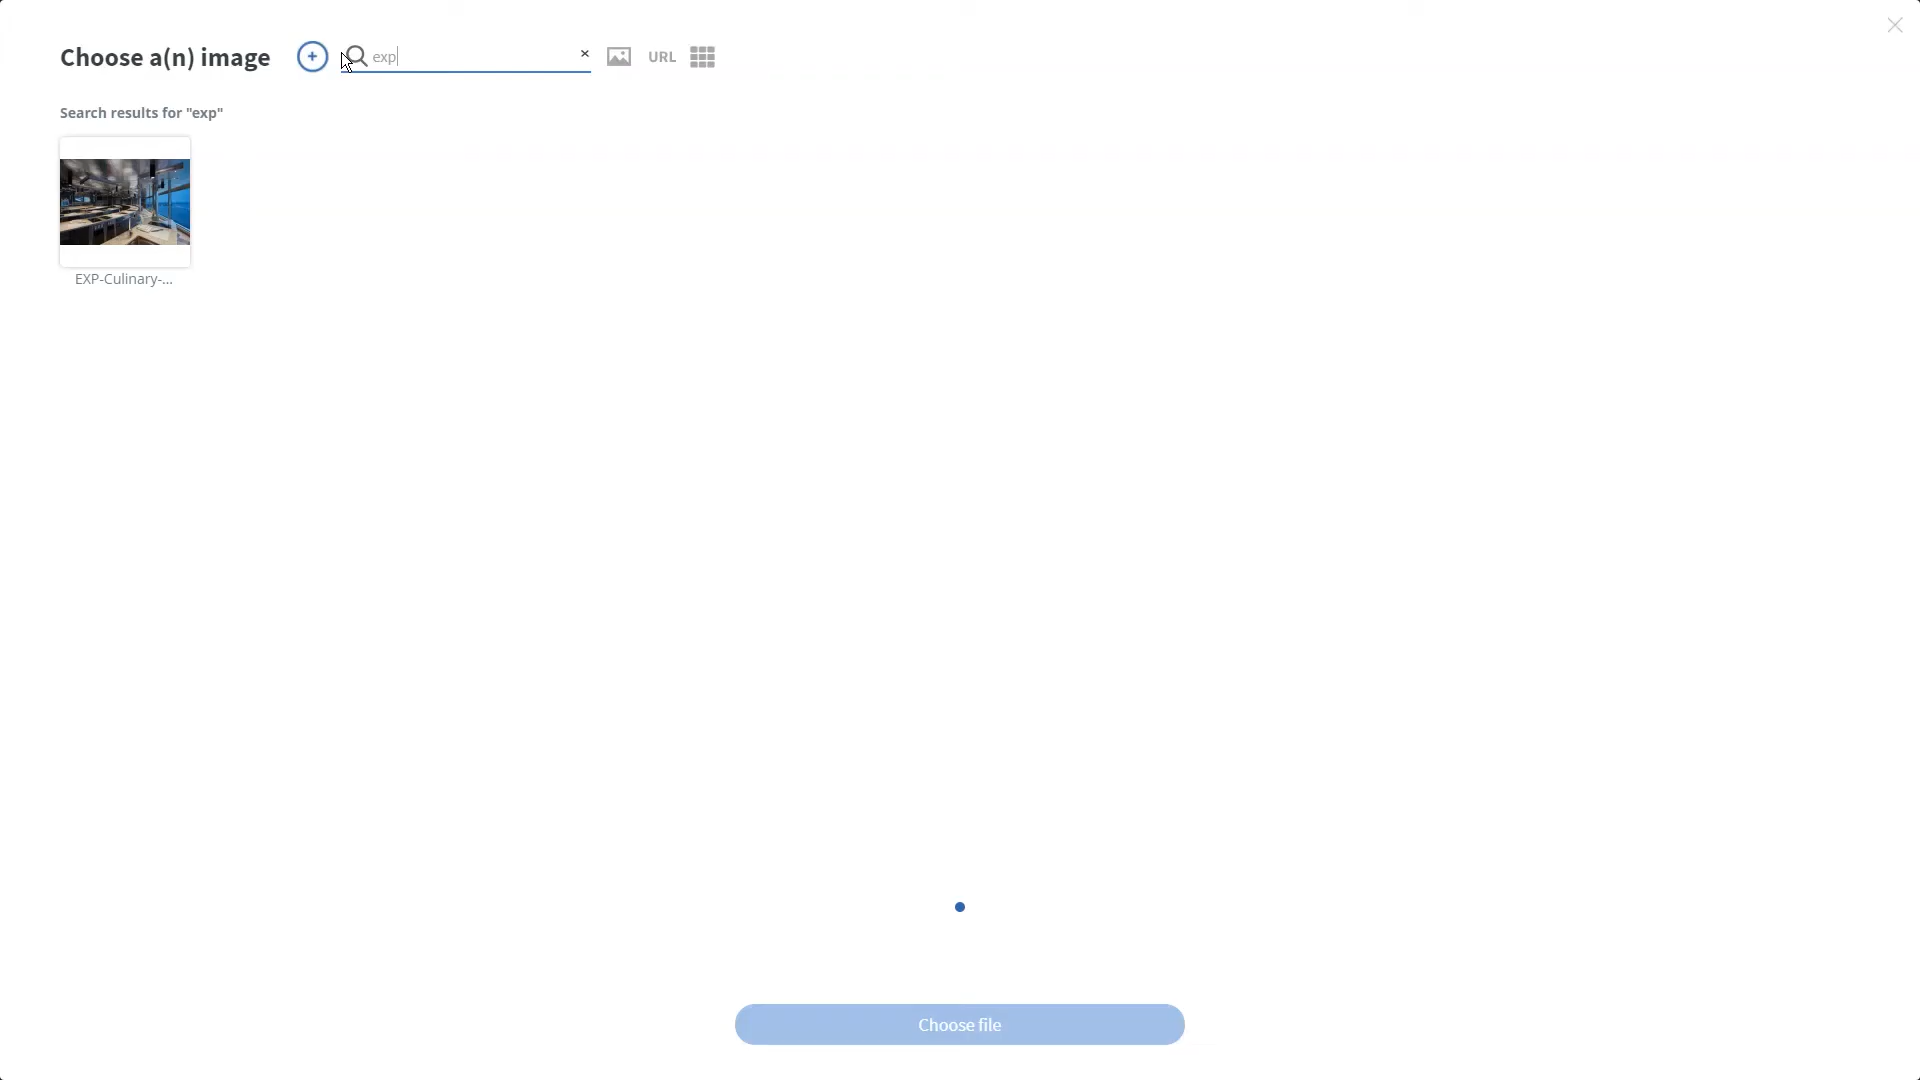 Choose a(n) image
exp
URL
Search results for "exp"
EXP-Culinary-...
Choose file